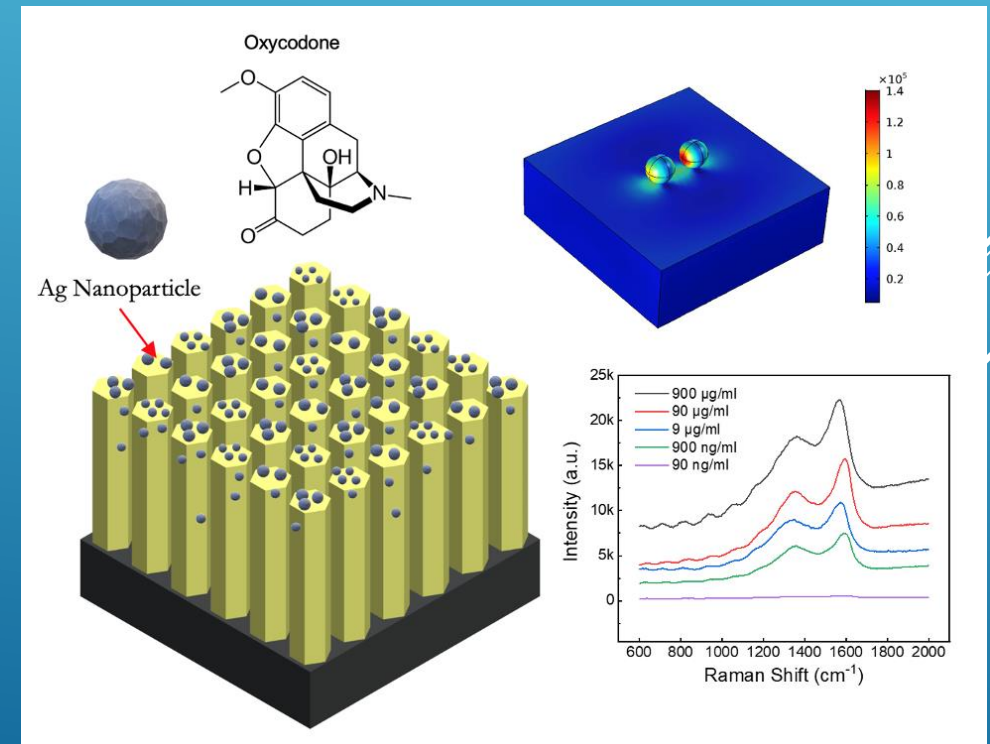 Oxycodone
O
O
OH
H
N
O
Ag Nanoparticle
×10⁵
1.4
1.2
1
0.8
0.6
0.4
0.2
25k
20k
15k
10k
5k
0
Intensity (a.u.)
900 µg/ml
90 µg/ml
9 µg/ml
900 ng/ml
90 ng/ml
600 800 1000 1200 1400 1600 1800 2000
Raman Shift (cm⁻¹)